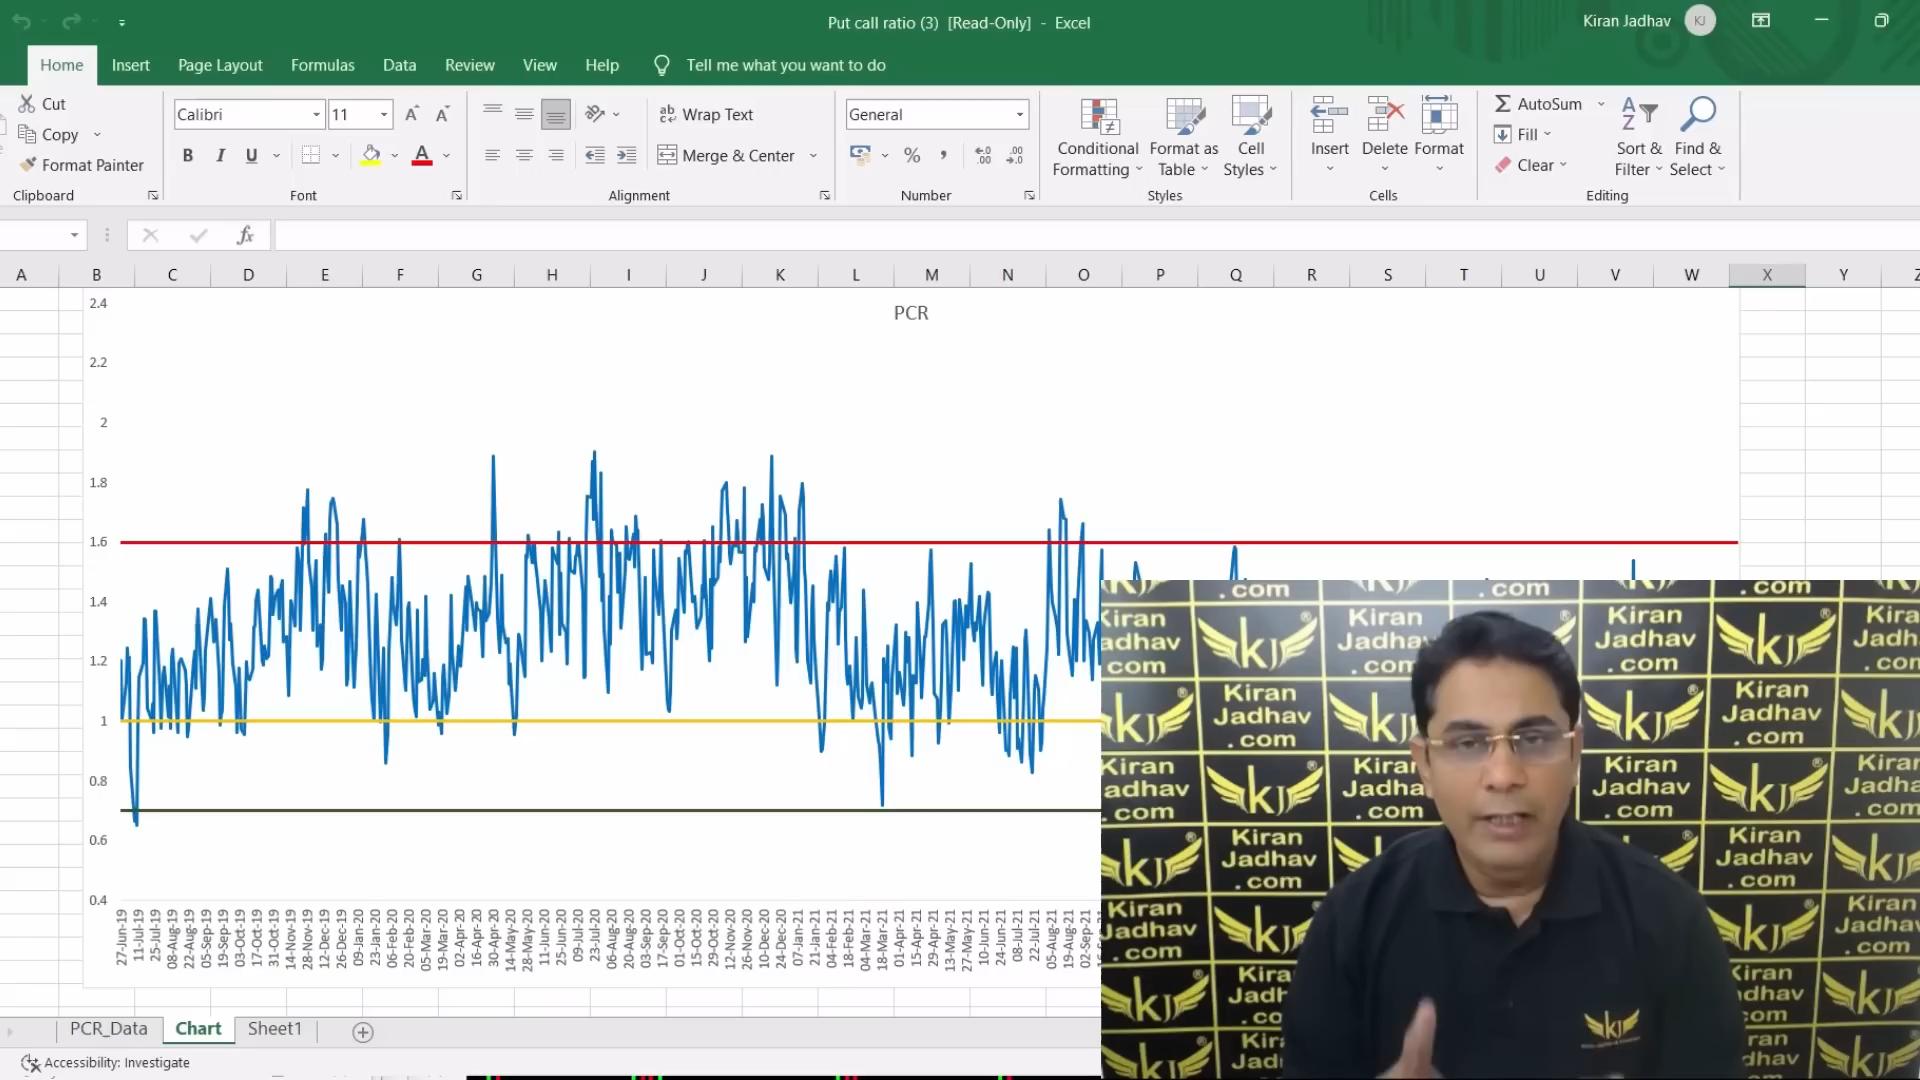 Put call ratio (3) [Read-Only] - Excel
Kiran Jadhav KJ
Home Insert Page Layout Formulas Data Review View Help Tell me what you want to do
Cut
Copy
Format Painter
Clipboard
Calibri 11
B I U
Font
Wrap Text
Merge & Center
Alignment
General
Number
Conditional Formatting
Format as Table
Cell Styles
Styles
Insert Delete Format
Cells
AutoSum
Fill
Clear
Sort & Filter
Find & Select
Editing
fx
A B C D E F G H I J K L M N O P Q R S T U V W X Y
PCR
2.4
2.2
2
1.8
1.6
1.4
1.2
1
0.8
0.6
0.4
27-Jun-19
11-Jul-19
25-Jul-19
08-Aug-19
22-Aug-19
05-Sep-19
19-Sep-19
03-Oct-19
17-Oct-19
31-Oct-19
14-Nov-19
28-Nov-19
12-Dec-19
26-Dec-19
09-Jan-20
23-Jan-20
06-Feb-20
20-Feb-20
05-Mar-20
19-Mar-20
02-Apr-20
16-Apr-20
30-Apr-20
14-May-20
28-May-20
11-Jun-20
25-Jun-20
09-Jul-20
23-Jul-20
06-Aug-20
20-Aug-20
03-Sep-20
17-Sep-20
01-Oct-20
15-Oct-20
29-Oct-20
12-Nov-20
26-Nov-20
10-Dec-20
24-Dec-20
07-Jan-21
21-Jan-21
04-Feb-21
18-Feb-21
04-Mar-21
18-Mar-21
01-Apr-21
15-Apr-21
29-Apr-21
13-May-21
27-May-21
10-Jun-21
24-Jun-21
08-Jul-21
22-Jul-21
05-Aug-21
19-Aug-21
02-Sep-21
Kiran
Jadhav
.com
KJ
PCR_Data Chart Sheet1
Accessibility: Investigate